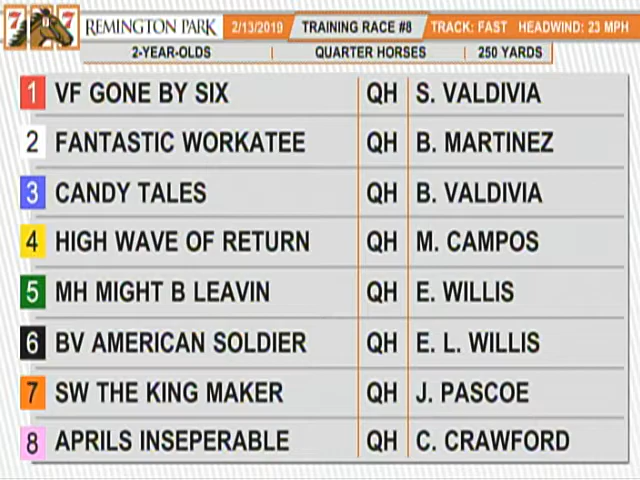 7 7 REMINGTON PARK 2/13/2019 TRAINING RACE #8 TRACK: FAST HEADWIND: 23 MPH
2-YEAR-OLDS QUARTER HORSES 250 YARDS
1 VF GONE BY SIX QH S. VALDIVIA
2 FANTASTIC WORKATEE QH B. MARTINEZ
3 CANDY TALES QH B. VALDIVIA
4 HIGH WAVE OF RETURN QH M. CAMPOS
5 MH MIGHT B LEAVIN QH E. WILLIS
6 BV AMERICAN SOLDIER QH E. L. WILLIS
7 SW THE KING MAKER QH J. PASCOE
8 APRILS INSEPERABLE QH C. CRAWFORD